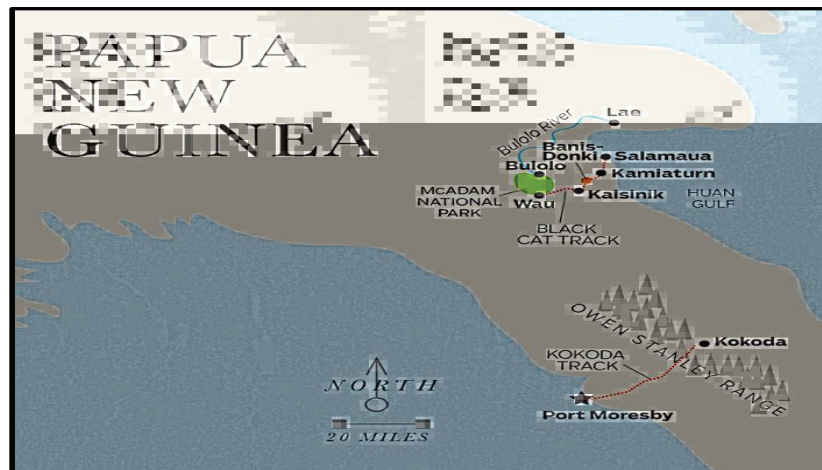 PAPUA
NEW
GUINEA
Lae
Bulolo River
Banis-
Donki
Salamaua
Bulolo
Kamiaturn
McADAM
NATIONAL
PARK
Wau
Kaisinik
HUAN
GULF
BLACK
CAT TRACK
OWEN STANLEY RANGE
Kokoda
KOKODA
TRACK
NORTH
Port Moresby
20 MILES